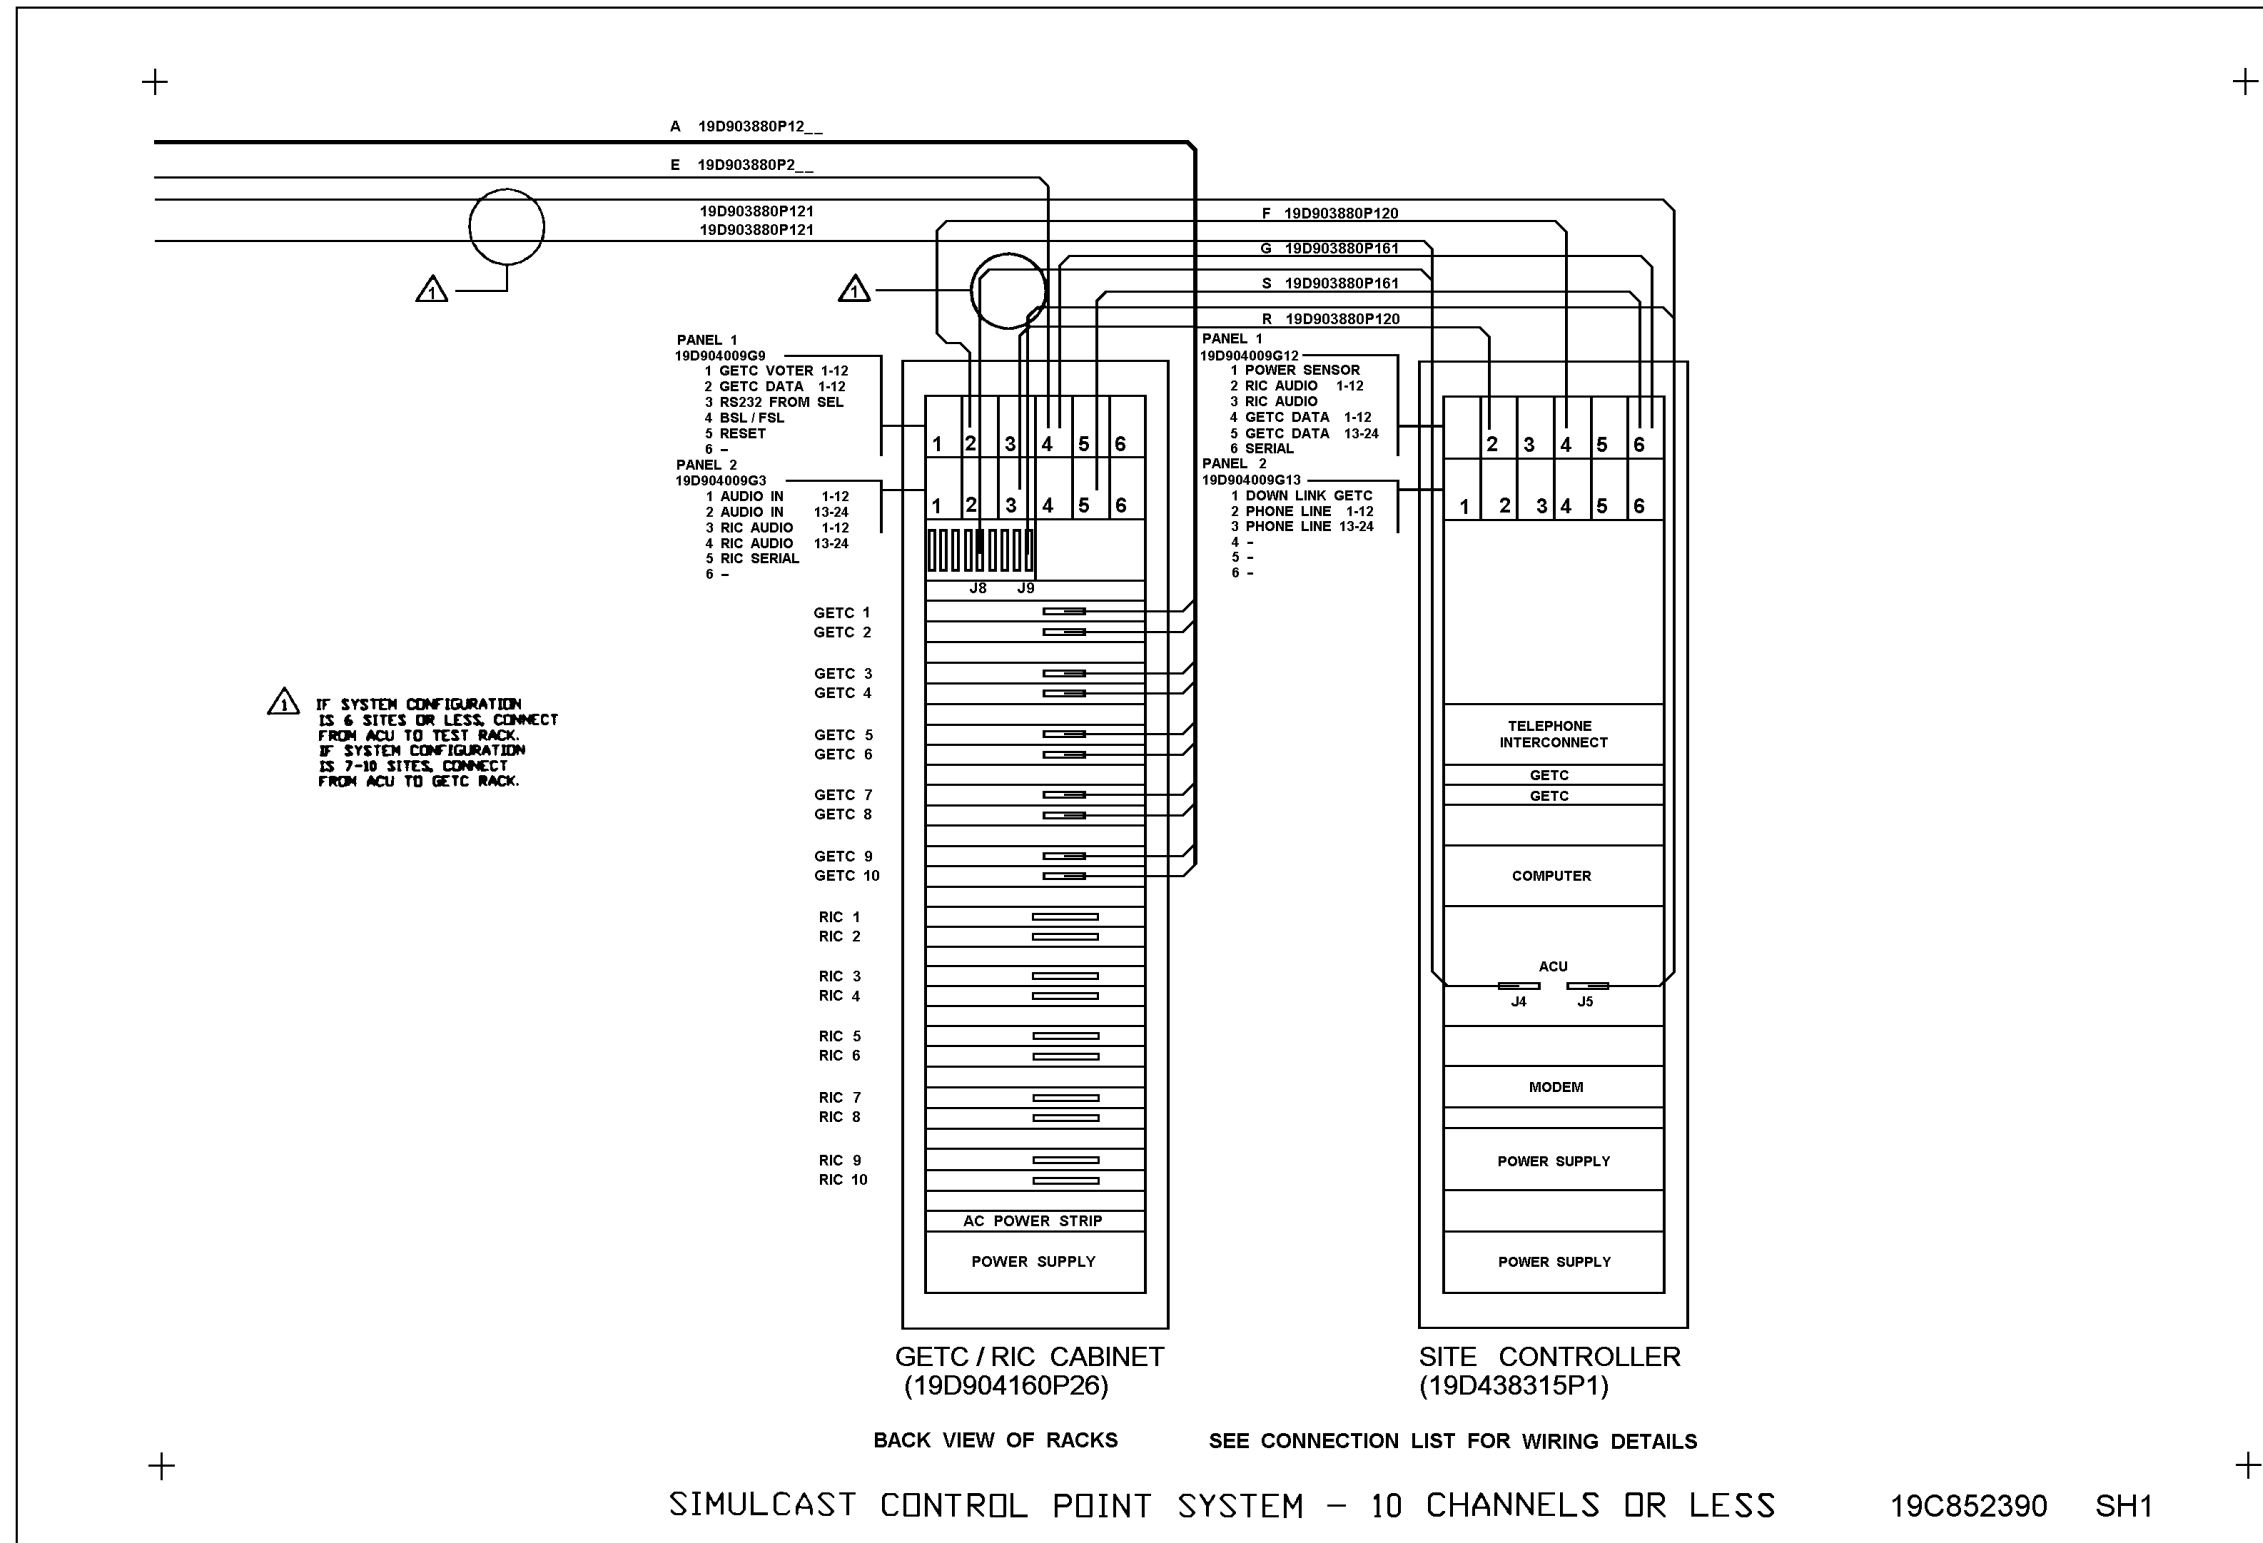 A 19D903880P12__
E 19D903880P2__
19D903880P121
19D903880P121
F 19D903880P120
G 19D903880P161
S 19D903880P161
R 19D903880P120
1
1
PANEL 1
19D904009G9
1 GETC VOTER 1-12
2 GETC DATA 1-12
3 RS232 FROM SEL
4 BSL / FSL
5 RESET
6 -
PANEL 2
19D904009G3
1 AUDIO IN 1-12
2 AUDIO IN 13-24
3 RIC AUDIO 1-12
4 RIC AUDIO 13-24
5 RIC SERIAL
6 -
1 2 3 4 5 6
1 2 3 4 5 6
J8 J9
PANEL 1
19D904009G12
1 POWER SENSOR
2 RIC AUDIO 1-12
3 RIC AUDIO
4 GETC DATA 1-12
5 GETC DATA 13-24
6 SERIAL
PANEL 2
19D904009G13
1 DOWN LINK GETC
2 PHONE LINE 1-12
3 PHONE LINE 13-24
4 -
5 -
6 -
2 3 4 5 6
1 2 3 4 5 6
GETC 1
GETC 2
GETC 3
GETC 4
GETC 5
GETC 6
GETC 7
GETC 8
GETC 9
GETC 10
RIC 1
RIC 2
RIC 3
RIC 4
RIC 5
RIC 6
RIC 7
RIC 8
RIC 9
RIC 10
AC POWER STRIP
POWER SUPPLY
TELEPHONE
INTERCONNECT
GETC
GETC
COMPUTER
ACU
J4 J5
MODEM
POWER SUPPLY
POWER SUPPLY
1 IF SYSTEM CONFIGURATION
IS 6 SITES OR LESS, CONNECT
FROM ACU TO TEST RACK.
IF SYSTEM CONFIGURATION
IS 7-10 SITES, CONNECT
FROM ACU TO GETC RACK.
GETC / RIC CABINET
(19D904160P26)
SITE CONTROLLER
(19D438315P1)
BACK VIEW OF RACKS
SEE CONNECTION LIST FOR WIRING DETAILS
SIMULCAST CONTROL POINT SYSTEM - 10 CHANNELS OR LESS
19C852390 SH1